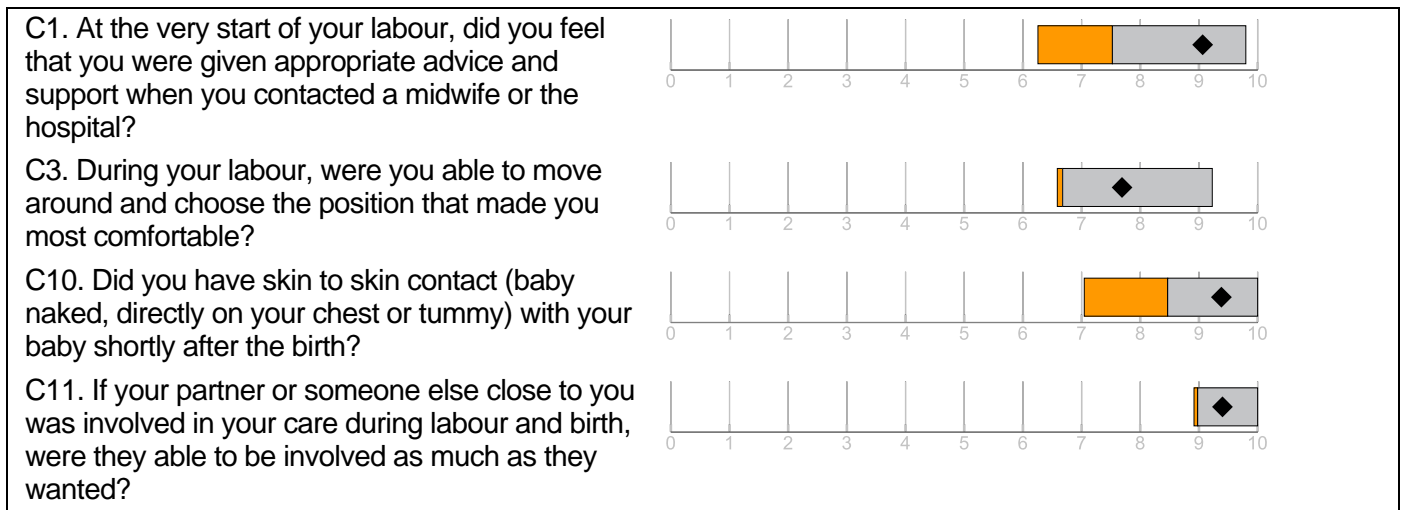 C1. At the very start of your labour, did you feel
that you were given appropriate advice and
support when you contacted a midwife or the
hospital?
0 1 2 3 4 5 6 7 8 9 10
C3. During your labour, were you able to move
around and choose the position that made you
most comfortable?
0 1 2 3 4 5 6 7 8 9 10
C10. Did you have skin to skin contact (baby
naked, directly on your chest or tummy) with your
baby shortly after the birth?
0 1 2 3 4 5 6 7 8 9 10
C11. If your partner or someone else close to you
was involved in your care during labour and birth,
were they able to be involved as much as they
wanted?
0 1 2 3 4 5 6 7 8 9 10